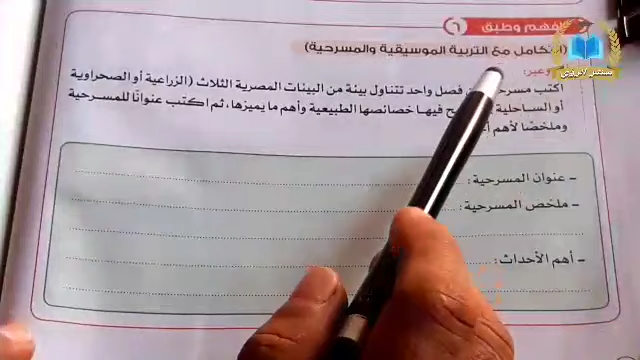 افهم وطبق ٦
(التكامل مع التربية الموسيقية والمسرحية)
اكتب مسرحية فصل واحد تتناول بيئة من البيئات المصرية الثلاث (الزراعية أو الصحراوية
أو الساحلية فيها خصائصها الطبيعية وأهم ما يميزها، ثم اكتب عنوانًا للمسرحية
وملخصًا لأهم
– عنوان المسرحية:
– ملخص المسرحية:
– أهم الأحداث: